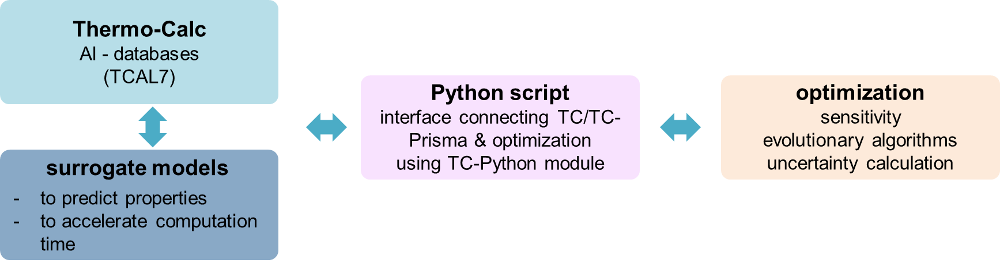 Thermo-Calc
Al - databases
(TCAL7)
surrogate models
- to predict properties
- to accelerate computation
time
Python script
interface connecting TC/TC-
Prisma & optimization
using TC-Python module
optimization
sensitivity
evolutionary algorithms
uncertainty calculation